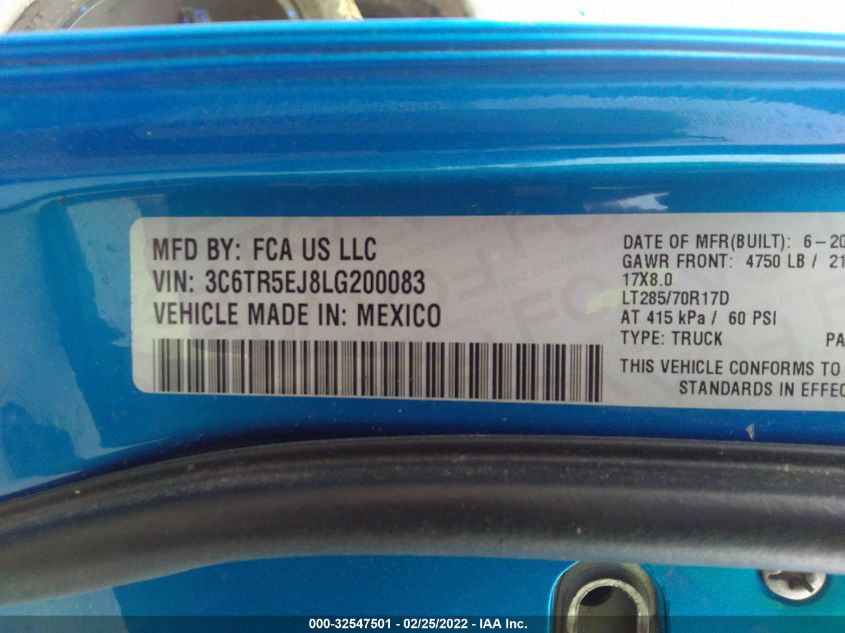 MFD BY: FCA US LLC
VIN: 3C6TR5EJ8LG200083
VEHICLE MADE IN: MEXICO
DATE OF MFR(BUILT): 6-20
GAWR FRONT: 4750 LB / 21
17X8.0
LT285/70R17D
AT 415 kPa / 60 PSI
TYPE: TRUCK PA
THIS VEHICLE CONFORMS TO
STANDARDS IN EFFEC
000-32547501 - 02/25/2022 - IAA Inc.